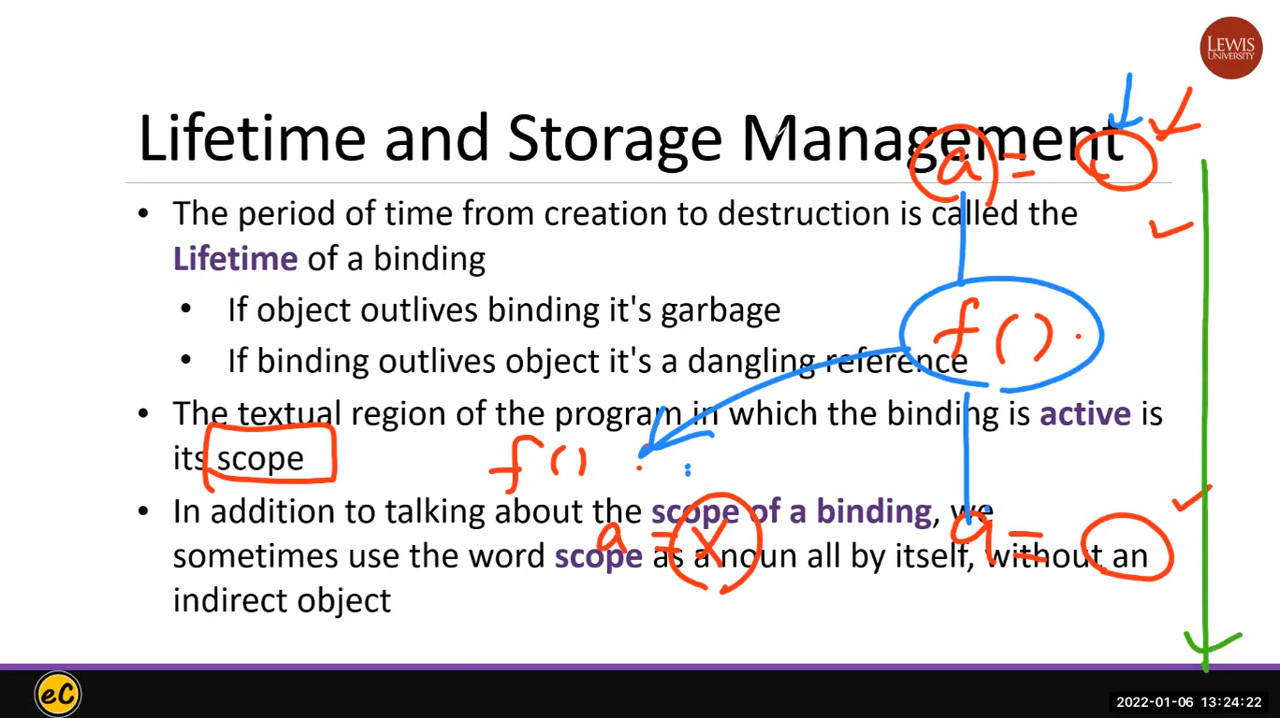 LEWIS
UNIVERSITY
Lifetime and Storage Management
a =
• The period of time from creation to destruction is called the
Lifetime of a binding
• If object outlives binding it's garbage
f().
• If binding outlives object it's a dangling reference
• The textual region of the program in which the binding is active is
its scope
f()
• In addition to talking about the scope of a binding, we
a = x
a =
sometimes use the word scope as a noun all by itself, without an
indirect object
eC
2022-01-06 13:24:22